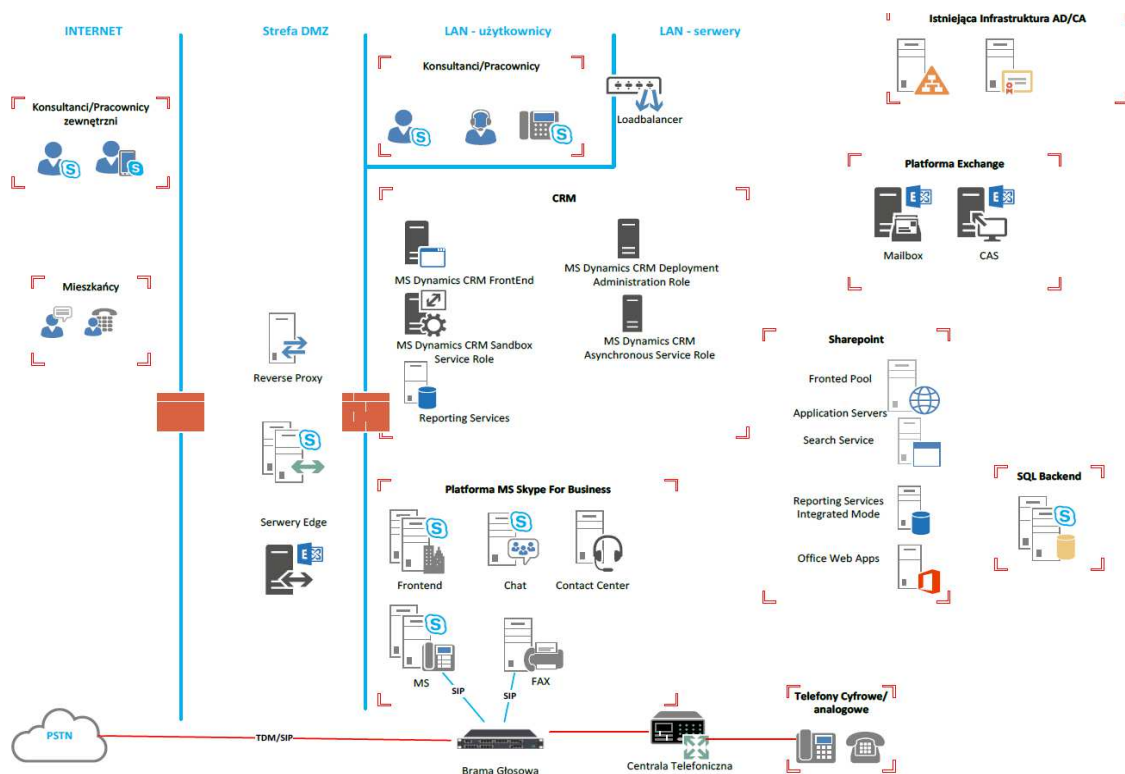 INTERNET
Strefa DMZ
LAN - użytkownicy
LAN - serwery
Istniejąca Infrastruktura AD/CA
Konsultanci/Pracownicy
zewnętrzni
S
S
Konsultanci/Pracownicy
S
S
Loadbalancer
Platforma Exchange
E
Mailbox
E
CAS
Mieszkańcy
CRM
MS Dynamics CRM FrontEnd
MS Dynamics CRM Deployment
Administration Role
MS Dynamics CRM Sandbox
Service Role
MS Dynamics CRM
Asynchronous Service Role
Reporting Services
Reverse Proxy
S
Serwery Edge
E
Sharepoint
Fronted Pool
Application Servers
Search Service
Reporting Services
Integrated Mode
Office Web Apps
SQL Backend
S
Platforma MS Skype For Business
S
Frontend
S
Chat
Contact Center
S
MS
FAX
SIP
SIP
PSTN
TDM/SIP
Brama Głosowa
Centrala Telefoniczna
Telefony Cyfrowe/
analogowe